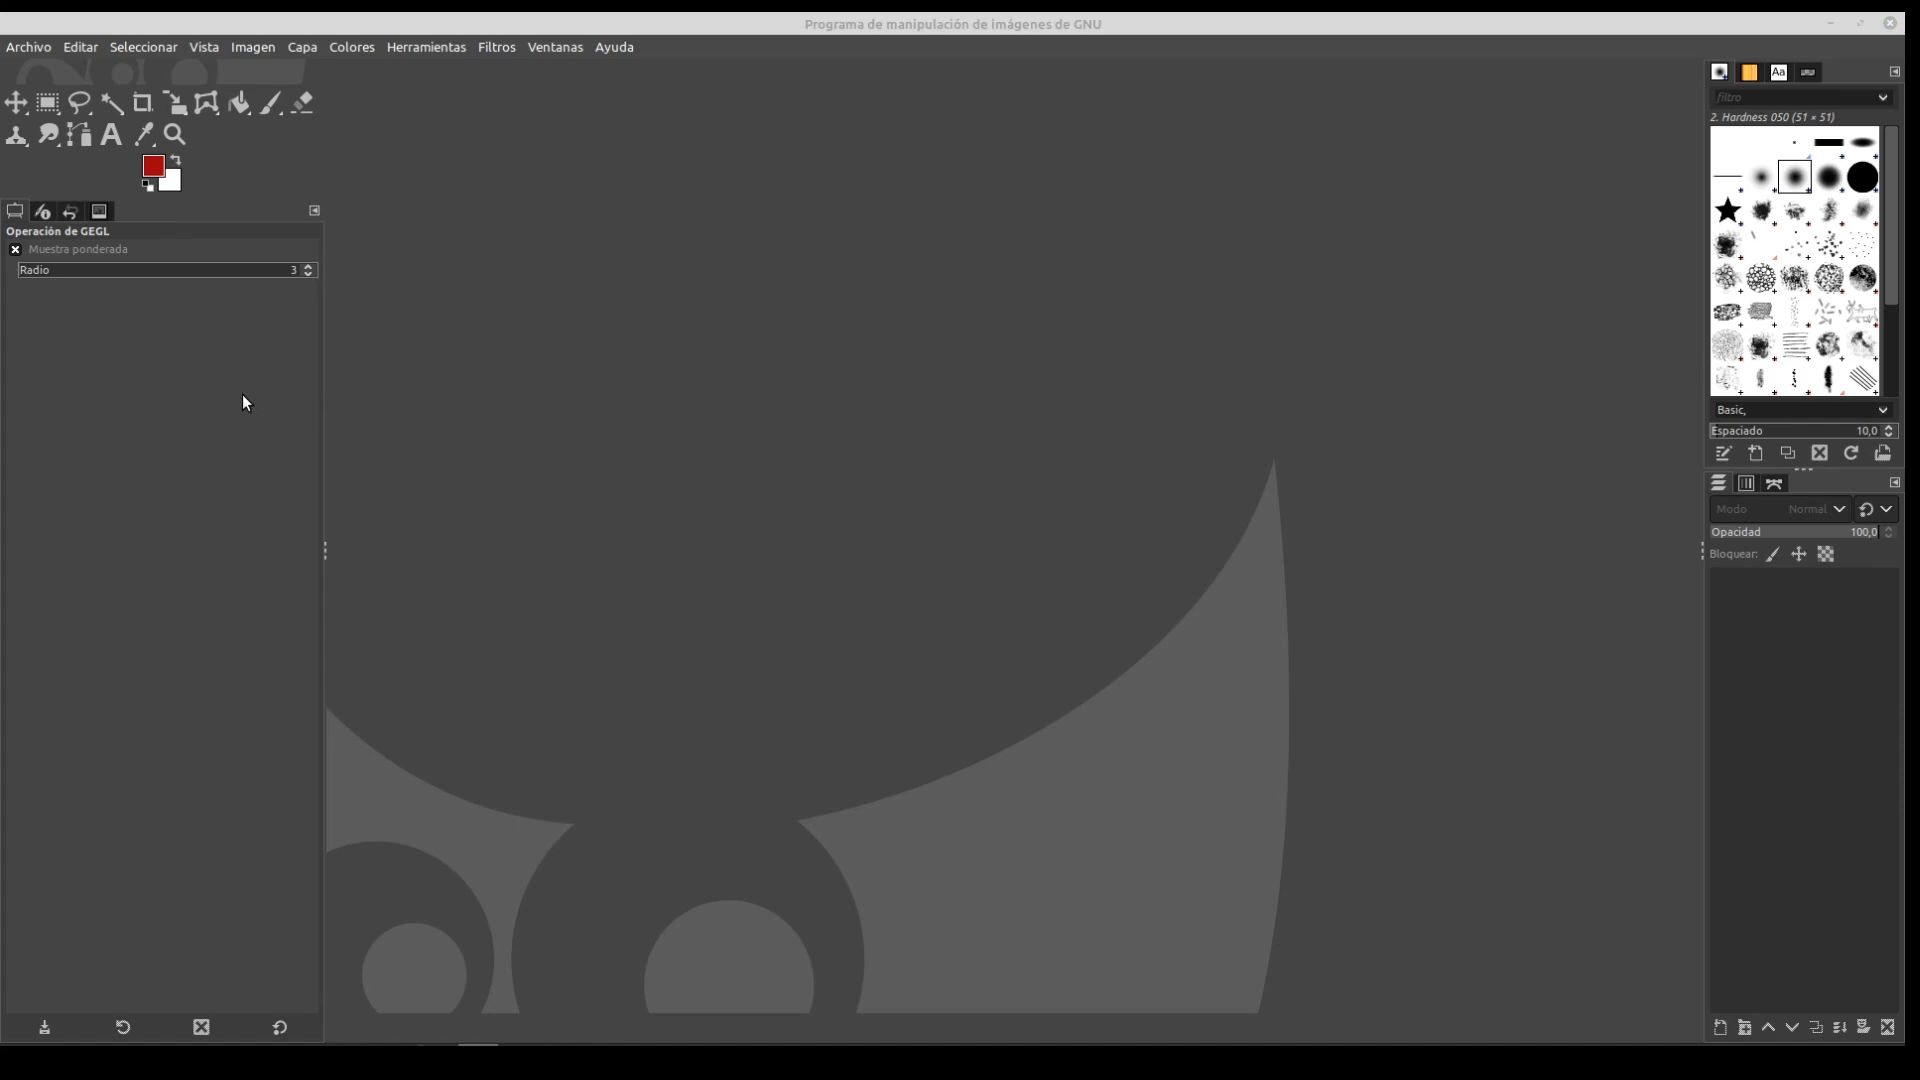 Programa de manipulación de imágenes de GNU
Archivo Editar Seleccionar Vista Imagen Capa Colores Herramientas Filtros Ventanas Ayuda
Aa
filtro
2. Hardness 050 (51 × 51)
A
Operación de GEGL
Muestra ponderada
Radio 3
Basic,
Espaciado 10,0
Modo Normal
Opacidad 100,0
Bloquear: